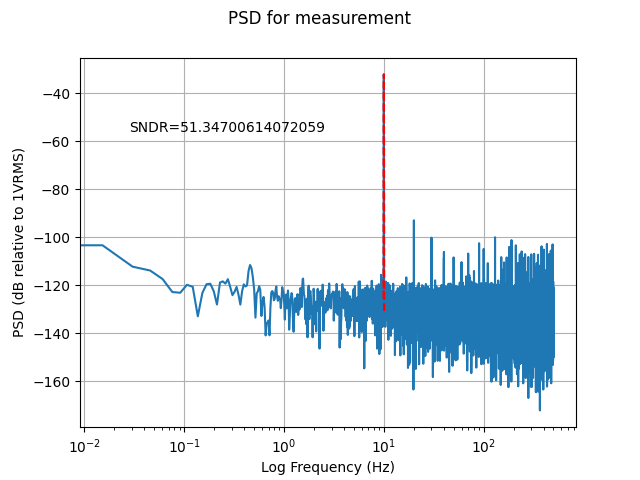 PSD for measurement
SNDR=51.34700614072059
PSD (dB relative to 1VRMS)
−40
−60
−80
−100
−120
−140
−160
10⁻² 10⁻¹ 10⁰ 10¹ 10²
Log Frequency (Hz)